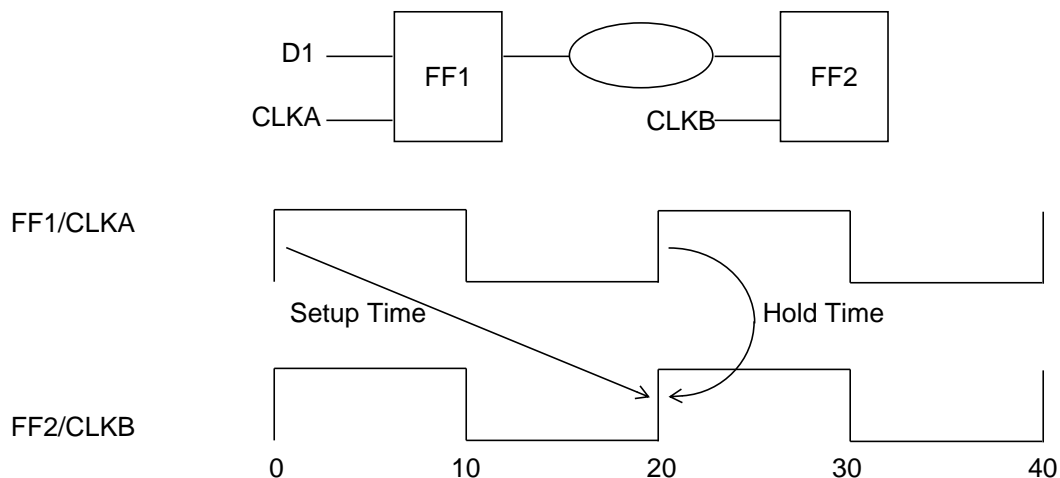 D1
FF1
FF2
CLKA
CLKB
FF1/CLKA
Setup Time
Hold Time
FF2/CLKB
0 10 20 30 40